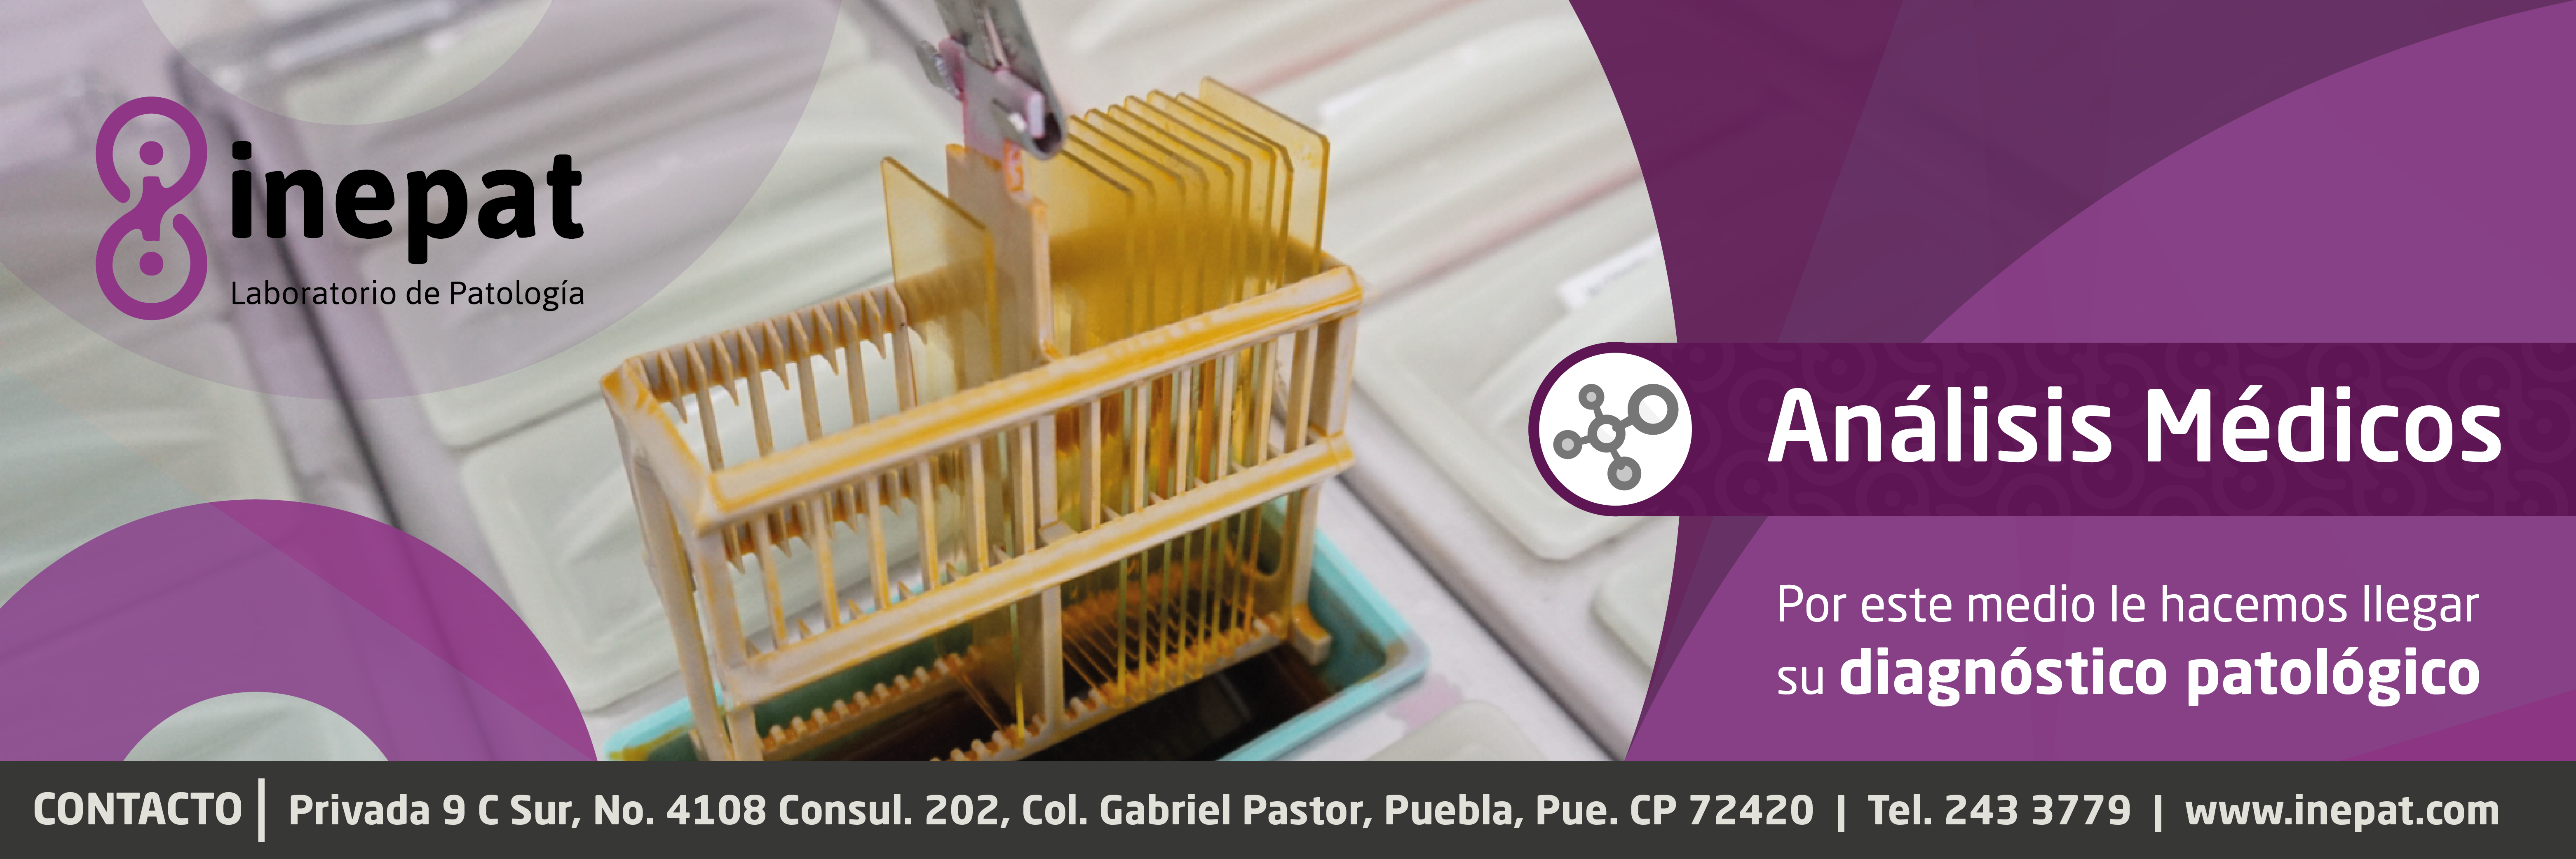 inepat
Laboratorio de Patología
Análisis Médicos
Por este medio le hacemos llegar
su diagnóstico patológico
CONTACTO | Privada 9 C Sur, No. 4108 Consul. 202, Col. Gabriel Pastor, Puebla, Pue. CP 72420 | Tel. 243 3779 | www.inepat.com